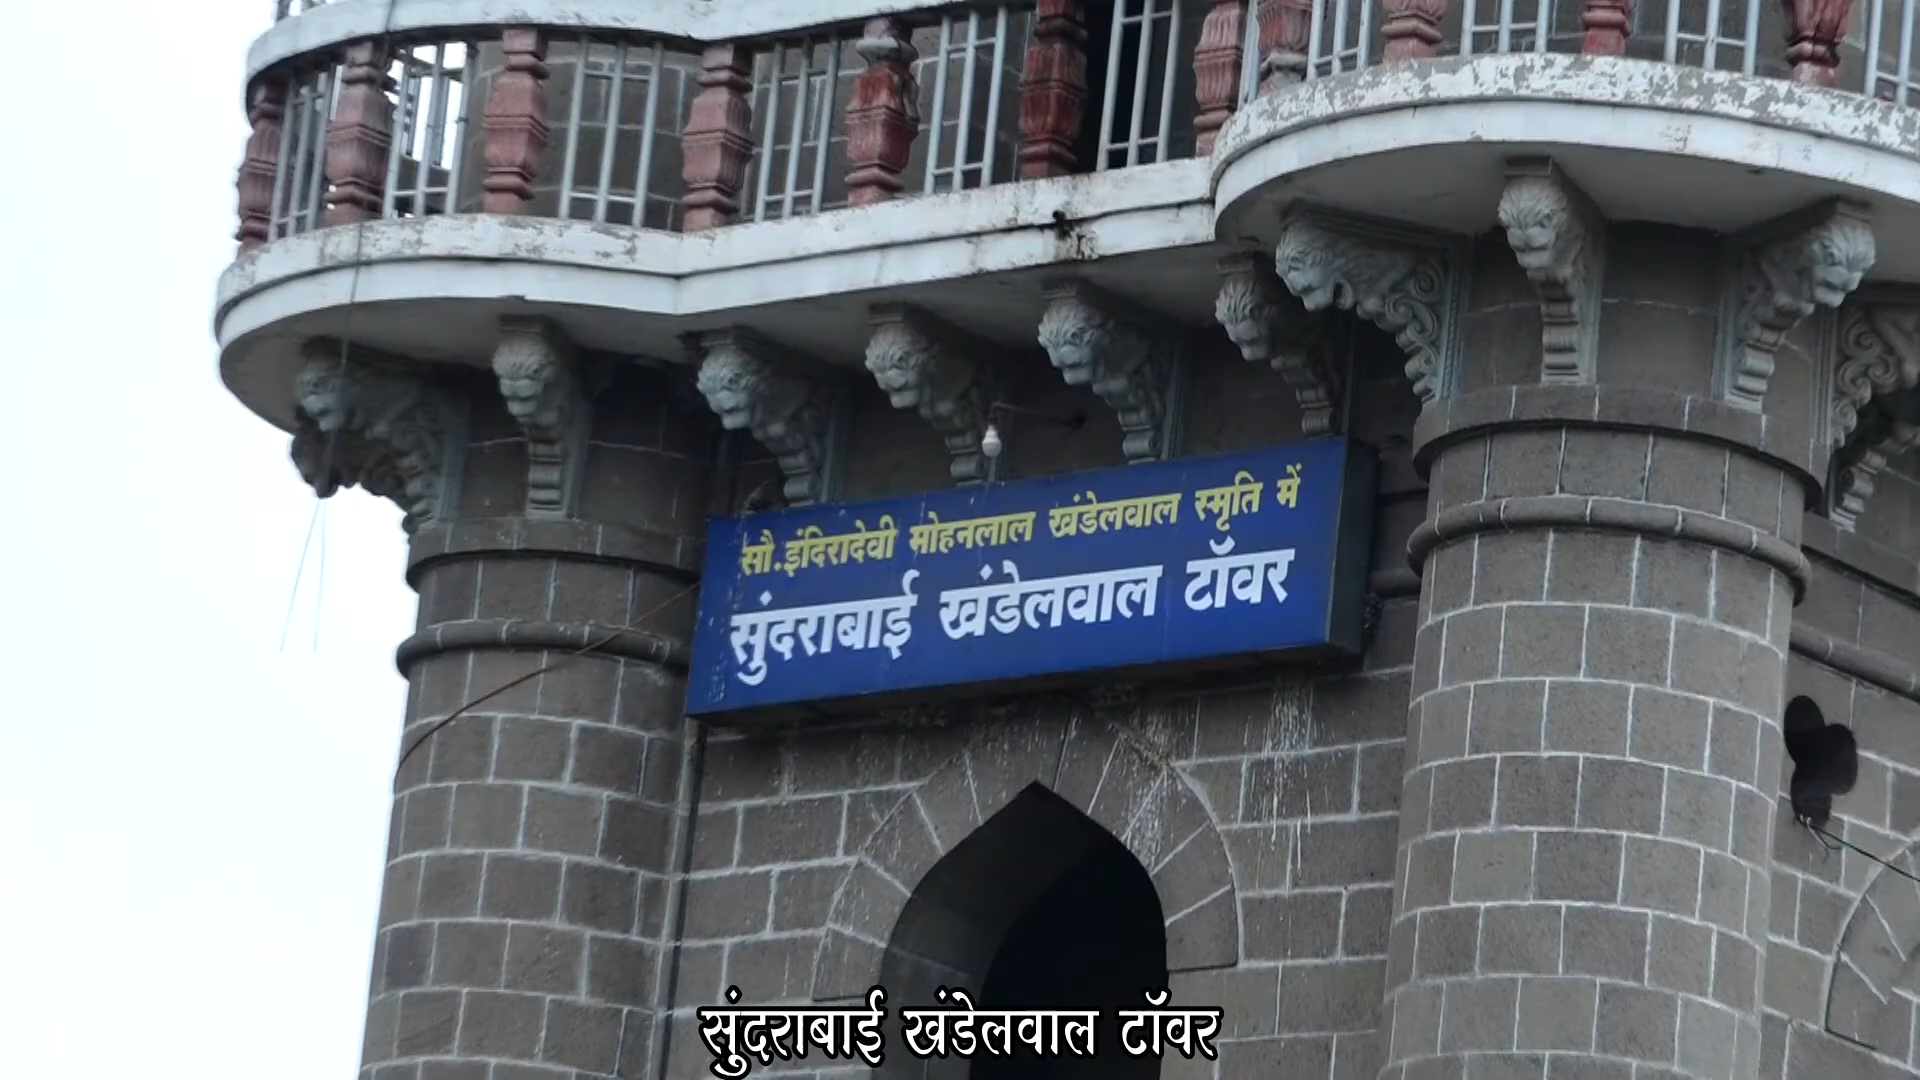 सौ.इंदिरादेवी मोहनलाल खंडेलवाल स्मृति में
सुंदराबाई खंडेलवाल टॉवर
सुंदराबाई खंडेलवाल टॉवर